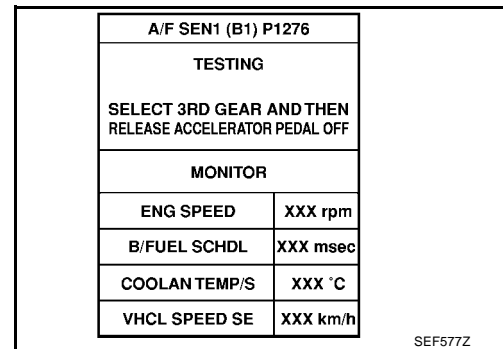 A/F SEN1 (B1) P1276
TESTING
SELECT 3RD GEAR AND THEN
RELEASE ACCELERATOR PEDAL OFF
MONITOR
ENG SPEED XXX rpm
B/FUEL SCHDL XXX msec
COOLAN TEMP/S XXX °C
VHCL SPEED SE XXX km/h
SEF577Z